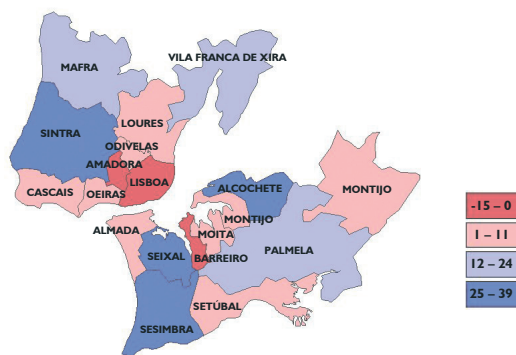 VILA FRANCA DE XIRA
MAFRA
LOURES
SINTRA
ODIVELAS
AMADORA
LISBOA
CASCAIS
OEIRAS
ALCOCHETE
MONTIJO
MONTIJO
ALMADA
MOITA
SEIXAL
BARREIRO
PALMELA
SETÚBAL
SESIMBRA
-15 – 0
1 – 11
12 – 24
25 – 39